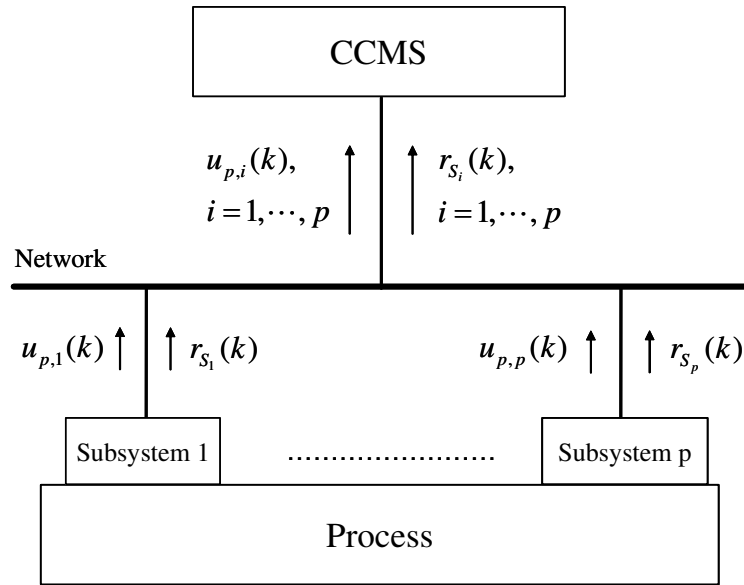 CCMS
u_{p,i}(k), r_{S_i}(k),
i = 1,⋯, p i = 1,⋯, p
Network
u_{p,1}(k) r_{S_1}(k) u_{p,p}(k) r_{S_p}(k)
Subsystem 1 ........................... Subsystem p
Process